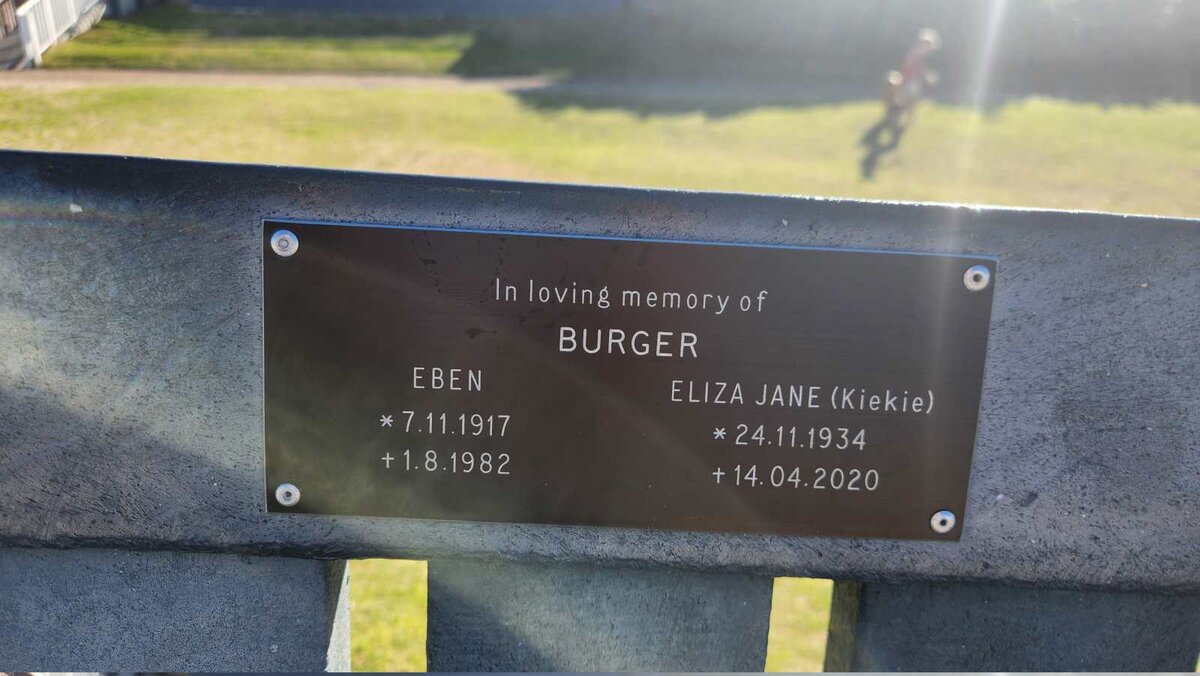 In loving memory of
BURGER
EBEN
* 7.11.1917
+ 1.8.1982
ELIZA JANE (Kiekie)
* 24.11.1934
+ 14.04.2020